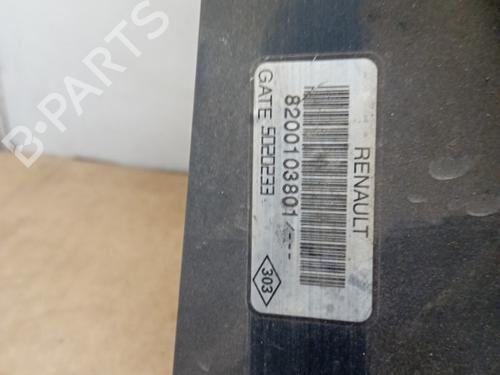 RENAULT
8200103801/---
GATE 5020233
303
B-PARTS